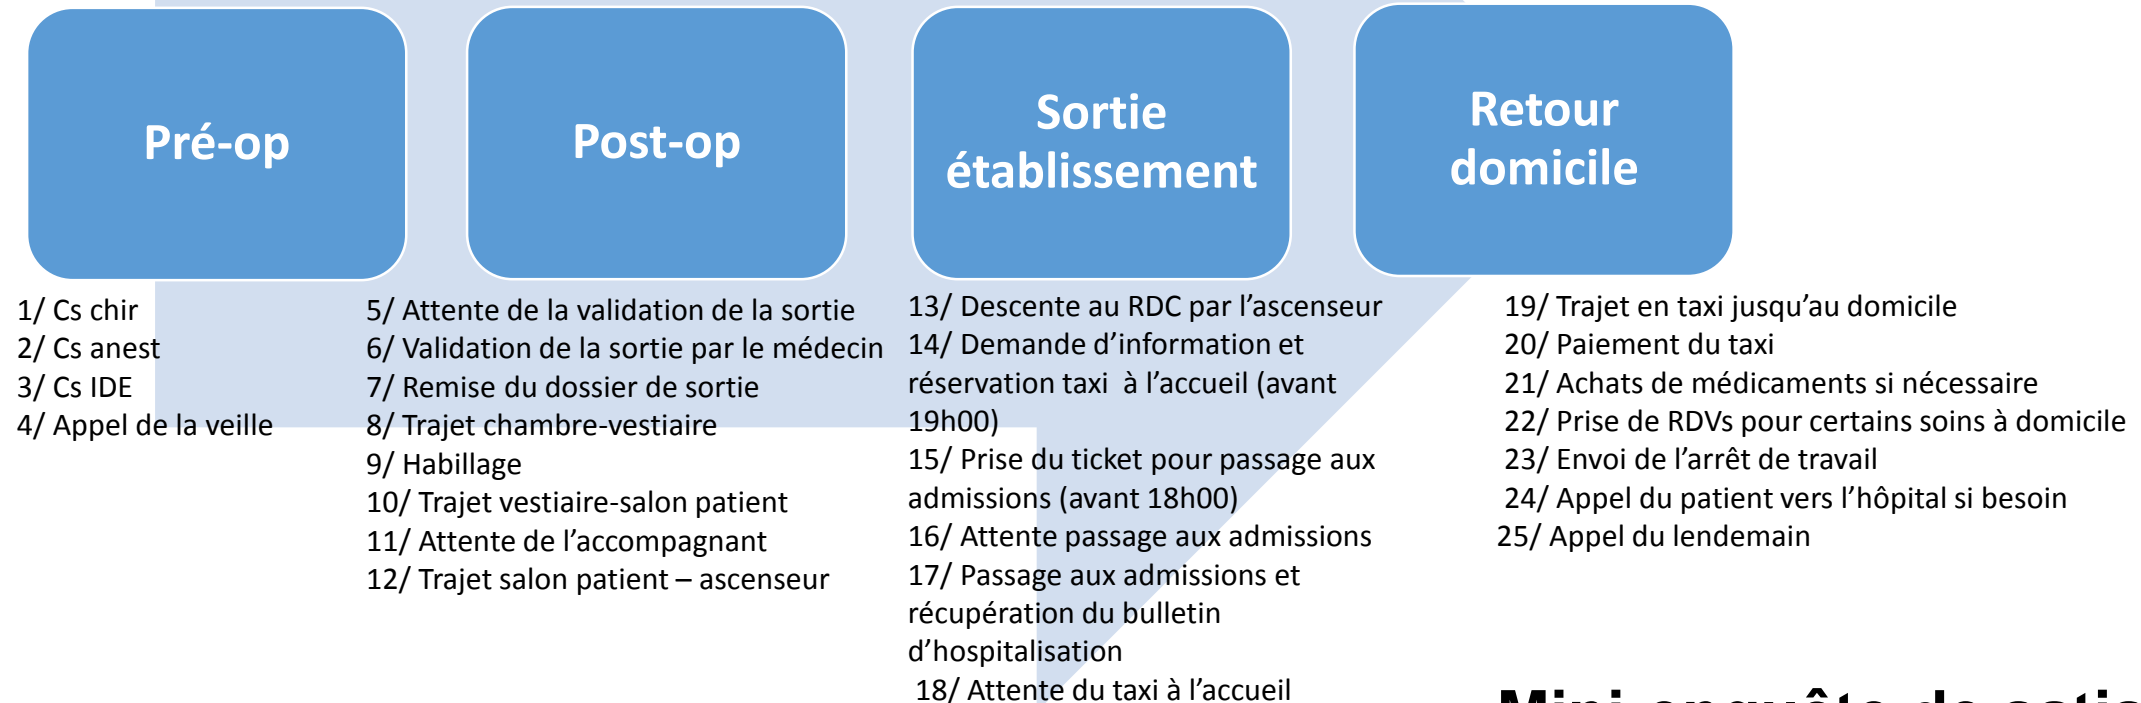 Pré-op
1/ Cs chir
2/ Cs anest
3/ Cs IDE
4/ Appel de la veille
Post-op
5/ Attente de la validation de la sortie
6/ Validation de la sortie par le médecin
7/ Remise du dossier de sortie
8/ Trajet chambre-vestiaire
9/ Habillage
10/ Trajet vestiaire-salon patient
11/ Attente de l’accompagnant
12/ Trajet salon patient – ascenseur
Sortie
établissement
13/ Descente au RDC par l’ascenseur
14/ Demande d’information et
réservation taxi à l’accueil (avant
19h00)
15/ Prise du ticket pour passage aux
admissions (avant 18h00)
16/ Attente passage aux admissions
17/ Passage aux admissions et
récupération du bulletin
d’hospitalisation
18/ Attente du taxi à l’accueil
Retour
domicile
19/ Trajet en taxi jusqu’au domicile
20/ Paiement du taxi
21/ Achats de médicaments si nécessaire
22/ Prise de RDVs pour certains soins à domicile
23/ Envoi de l’arrêt de travail
24/ Appel du patient vers l’hôpital si besoin
25/ Appel du lendemain